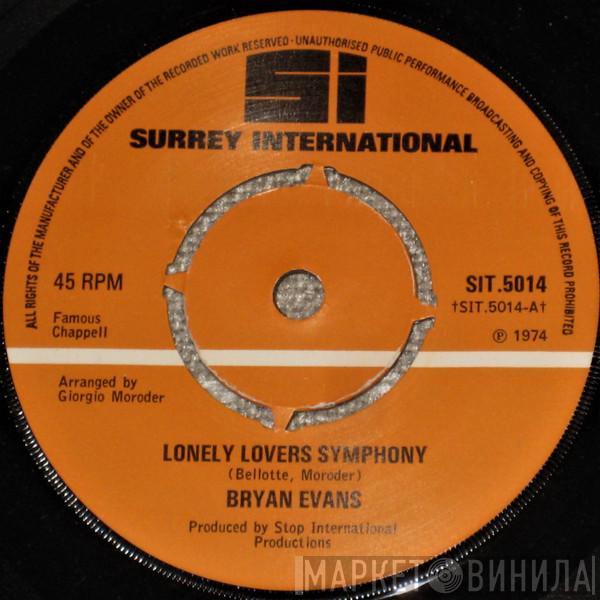 ALL RIGHTS OF THE MANUFACTURER AND OF THE OWNER OF THE RECORDED WORK RESERVED · UNAUTHORISED PUBLIC PERFORMANCE BROADCASTING AND COPYING OF THIS RECORD PROHIBITED
Si
SURREY INTERNATIONAL
45 RPM
SIT.5014
†SIT.5014-A†
Famous
Chappell
℗ 1974
Arranged by
Giorgio Moroder
LONELY LOVERS SYMPHONY
(Bellotte, Moroder)
BRYAN EVANS
Produced by Stop International
Productions
МАРКЕТ ВИНИЛА